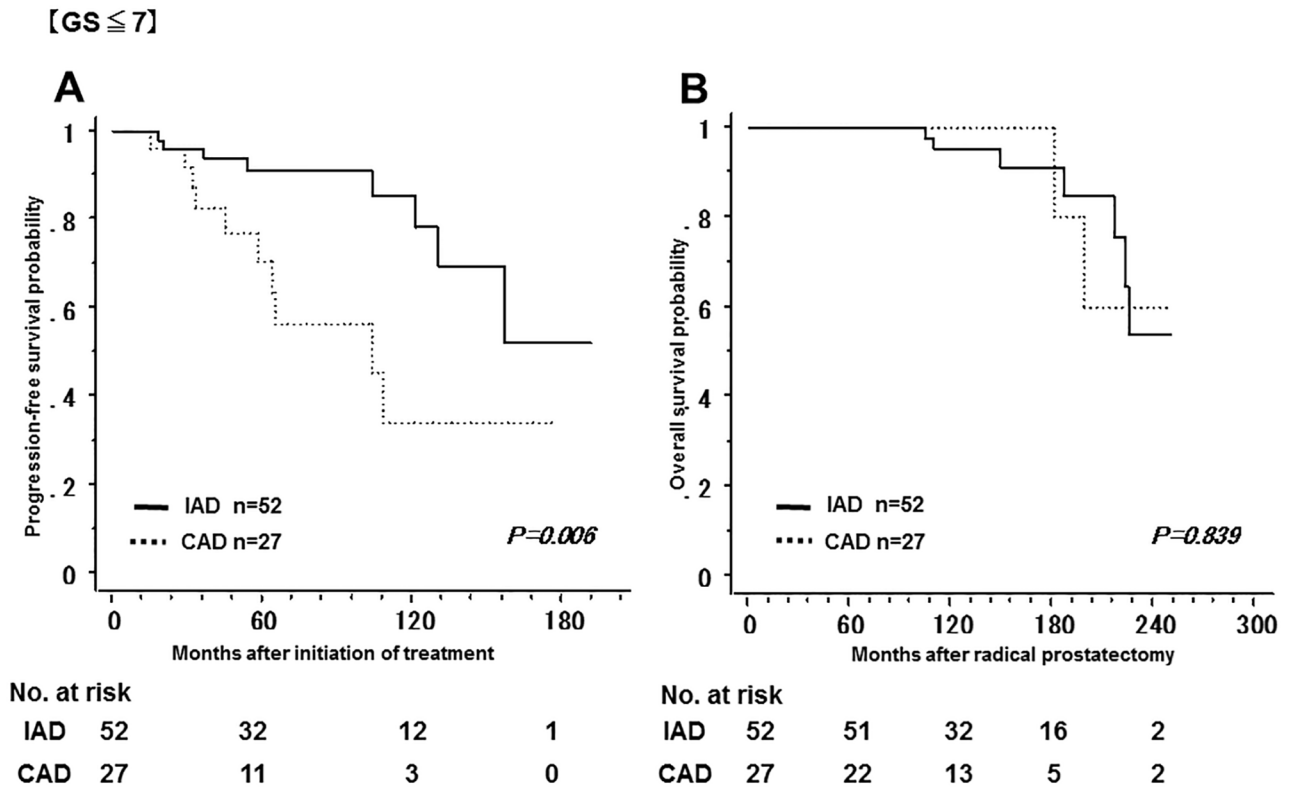 【GS≦7】
A
Progression-free survival probability
1
.8
.6
.4
.2
0
IAD n=52
CAD n=27
P=0.006
0 60 120 180
Months after initiation of treatment
No. at risk
IAD 52 32 12 1
CAD 27 11 3 0
B
Overall survival probability
1
.8
.6
.4
.2
0
IAD n=52
CAD n=27
P=0.839
0 60 120 180 240 300
Months after radical prostatectomy
No. at risk
IAD 52 51 32 16 2
CAD 27 22 13 5 2